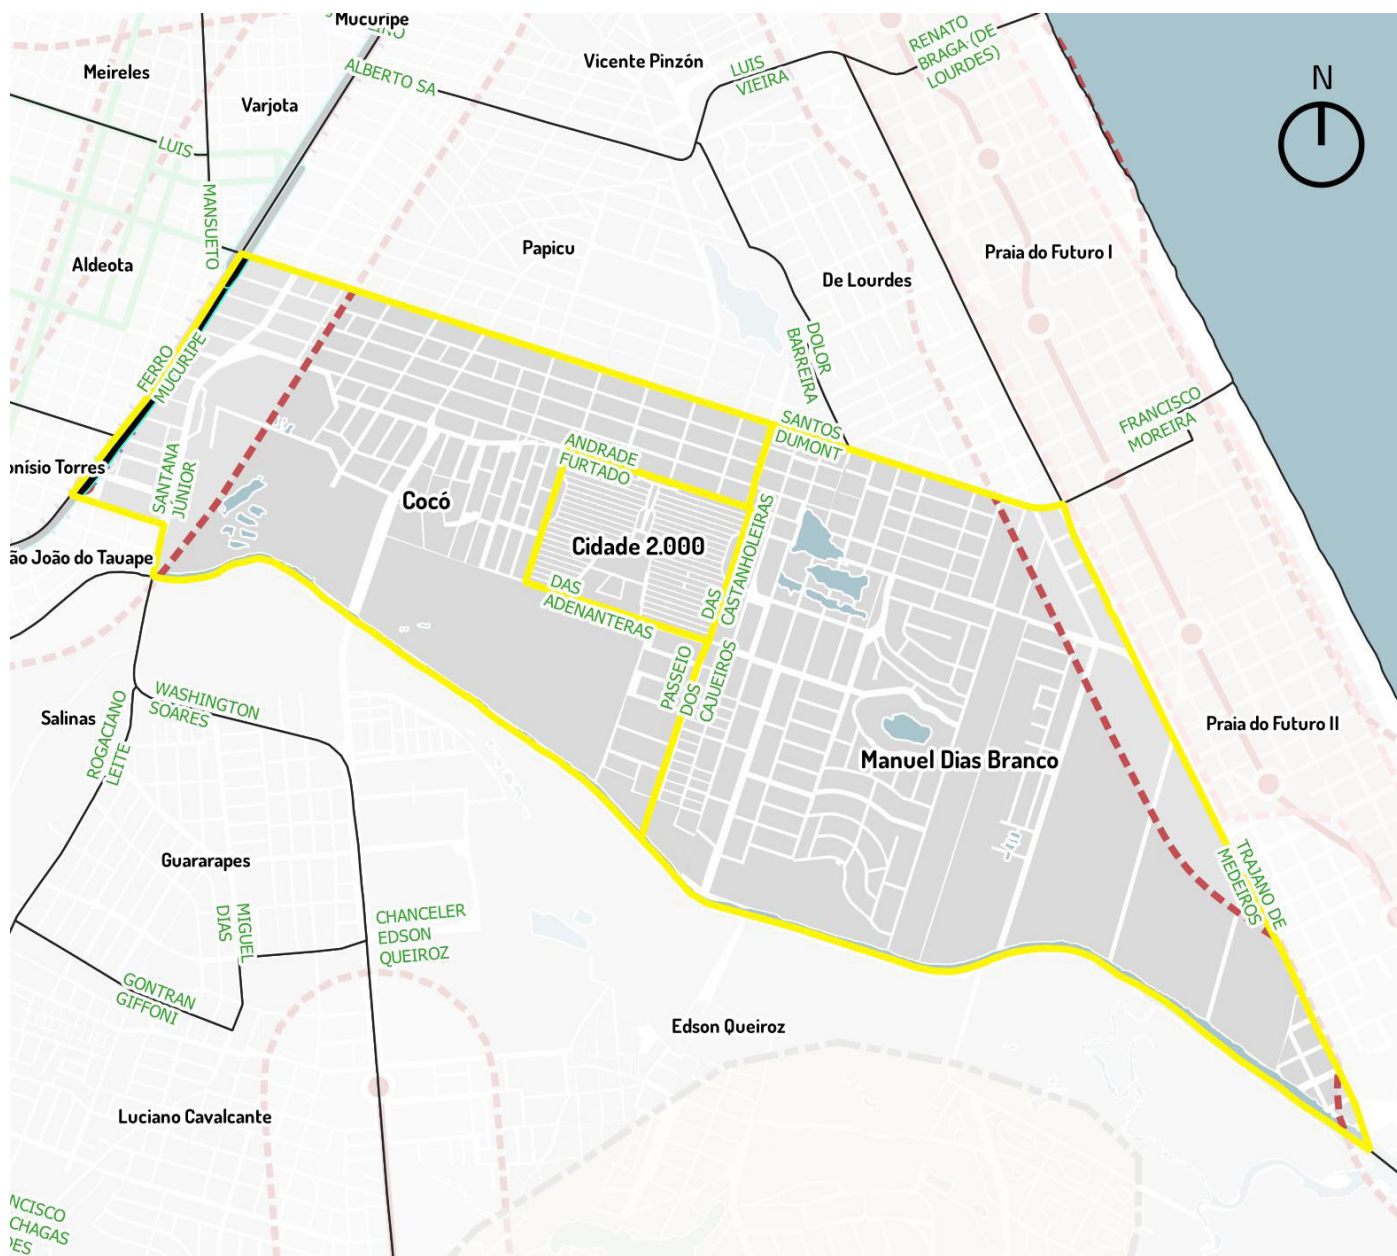 Mucuripe
Meireles
Vicente Pinzón
RENATO
BRAGA (DE
LOURDES)
LUIS
VIEIRA
ALBERTO SA
Varjota
N
LUIS
MANSUETO
Papicu
Praia do Futuro I
Aldeota
De Lourdes
DOLOR
BARREIRA
FERRO
MUCURIPE
FRANCISCO
MOREIRA
SANTOS
DUMONT
ANDRADE
FURTADO
onísio Torres
SANTANA
JÚNIOR
Cocó
Cidade 2.000
DAS
CASTANHOLEIRAS
ão João do Tauape
DAS
ADENANTERAS
PASSEIO
DOS
CAJUEIROS
Salinas
WASHINGTON
SOARES
ROGACIANO
LEITE
Praia do Futuro II
Manuel Dias Branco
Guararapes
TRAJANO DE
MEDEIROS
MIGUEL
DIAS
CHANCELER
EDSON
QUEIROZ
GONTRAN
GIFFONI
Edson Queiroz
Luciano Cavalcante
NCISCO
CHAGAS
DES